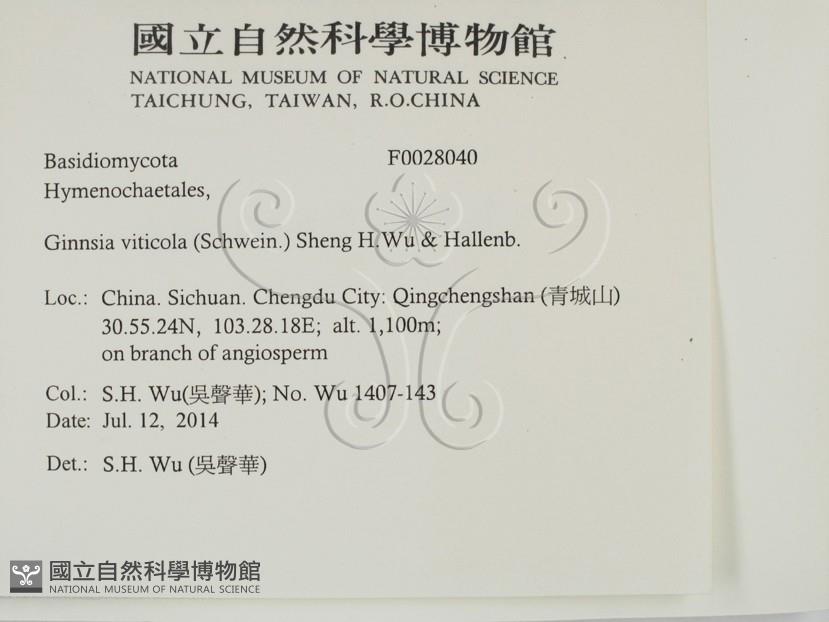 國立自然科學博物館
NATIONAL MUSEUM OF NATURAL SCIENCE
TAICHUNG, TAIWAN, R.O.CHINA
Basidiomycota F0028040
Hymenochaetales,
Ginnsia viticola (Schwein.) Sheng H.Wu & Hallenb.
Loc.: China. Sichuan. Chengdu City: Qingchengshan (青城山)
30.55.24N, 103.28.18E; alt. 1,100m;
on branch of angiosperm
Col.: S.H. Wu(吳聲華); No. Wu 1407-143
Date: Jul. 12, 2014
Det.: S.H. Wu (吳聲華)
國立自然科學博物館
NATIONAL MUSEUM OF NATURAL SCIENCE